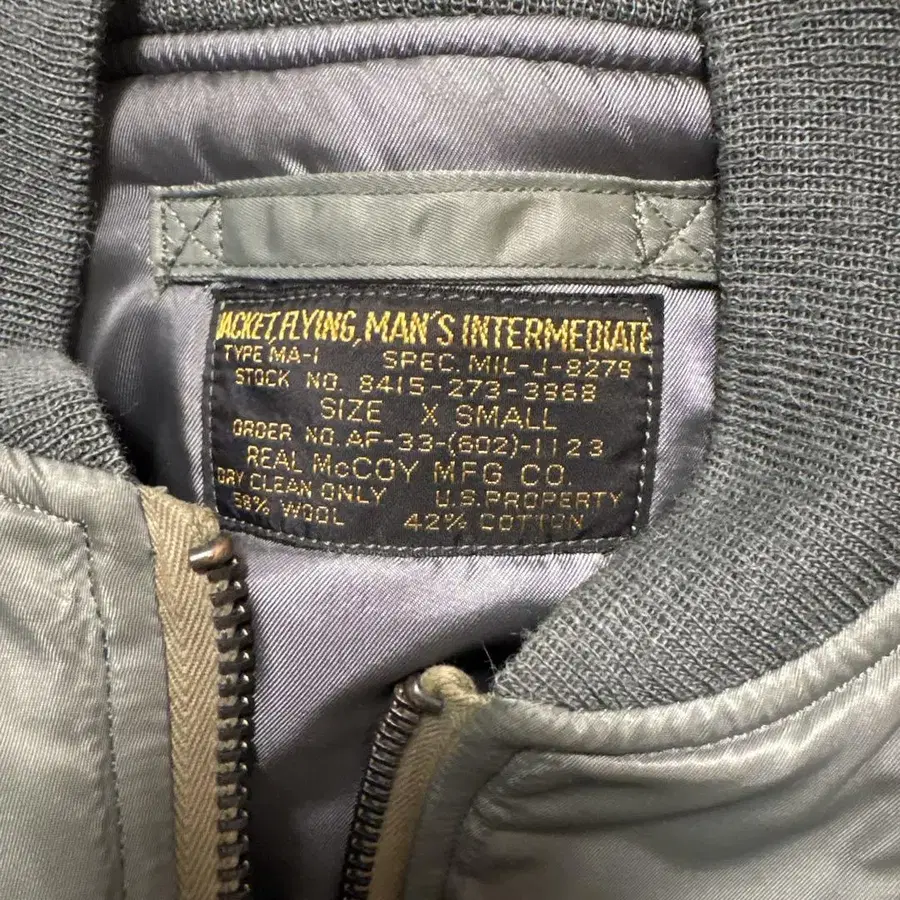 JACKET,FLYING,MAN'S INTERMEDIATE
TYPE MA-1 SPEC. MIL-J-8279
STOCK NO. 8415-273-3968
SIZE X SMALL
ORDER NO. AF-33-(602)-1123
REAL McCOY MFG CO.
DRY CLEAN ONLY U.S. PROPERTY
58% WOOL 42% COTTON